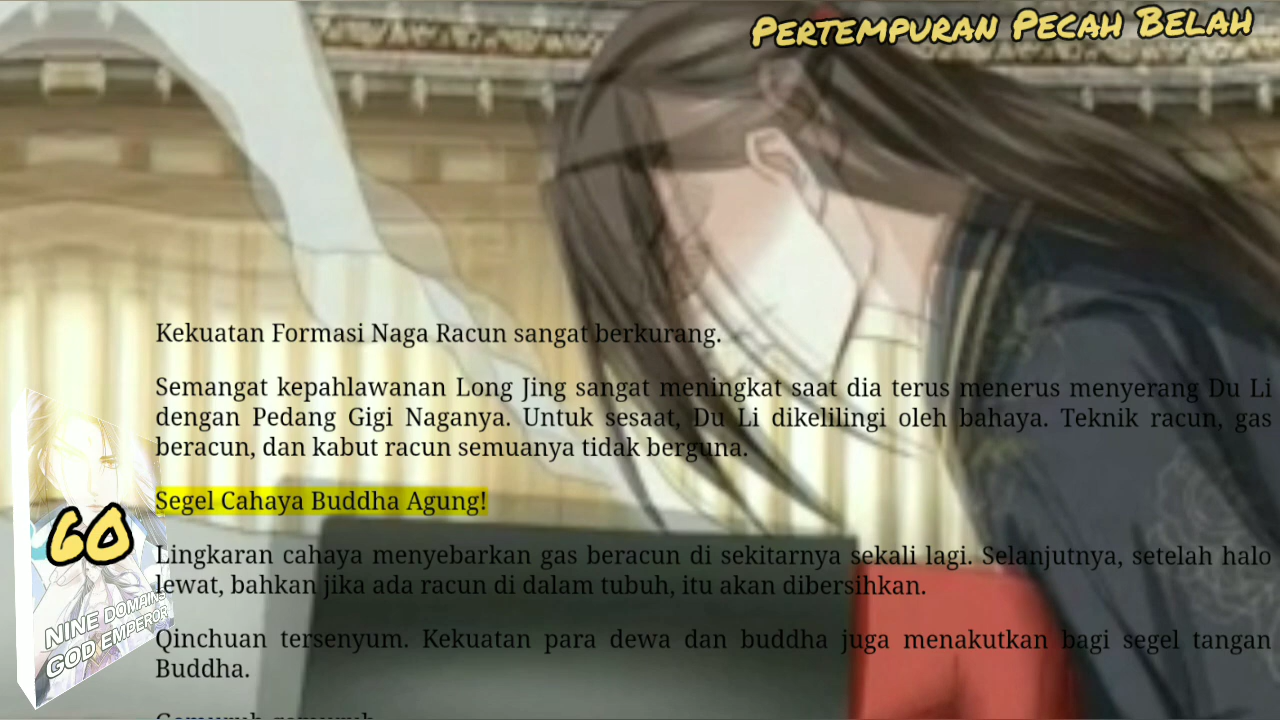 Pertempuran Pecah Belah
Kekuatan Formasi Naga Racun sangat berkurang.
Semangat kepahlawanan Long Jing sangat meningkat saat dia terus menerus menyerang Du Li
dengan Pedang Gigi Naganya. Untuk sesaat, Du Li dikelilingi oleh bahaya. Teknik racun, gas
beracun, dan kabut racun semuanya tidak berguna.
Segel Cahaya Buddha Agung!
60
Lingkaran cahaya menyebarkan gas beracun di sekitarnya sekali lagi. Selanjutnya, setelah halo
lewat, bahkan jika ada racun di dalam tubuh, itu akan dibersihkan.
NINE DOMAINS
GOD EMPEROR
Qinchuan tersenyum. Kekuatan para dewa dan buddha juga menakutkan bagi segel tangan
Buddha.